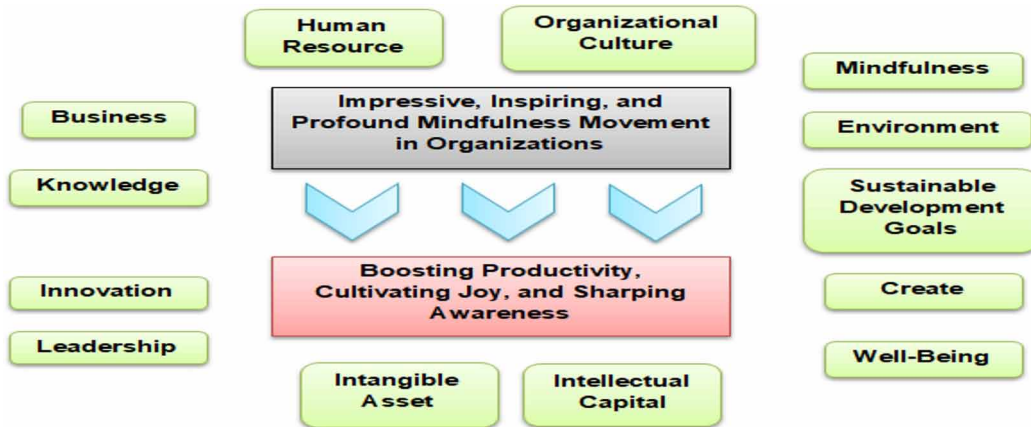 Human
Resource
Organizational
Culture
Mindfulness
Business
Impressive, Inspiring, and
Profound Mindfulness Movement
in Organizations
Environment
Knowledge
Sustainable
Development
Goals
Boosting Productivity,
Cultivating Joy, and Sharping
Awareness
Innovation
Create
Leadership
Well-Being
Intangible
Asset
Intellectual
Capital